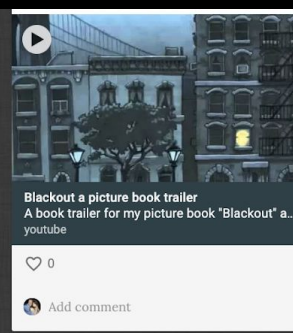 Blackout a picture book trailer
A book trailer for my picture book "Blackout" a...
youtube
0
Add comment